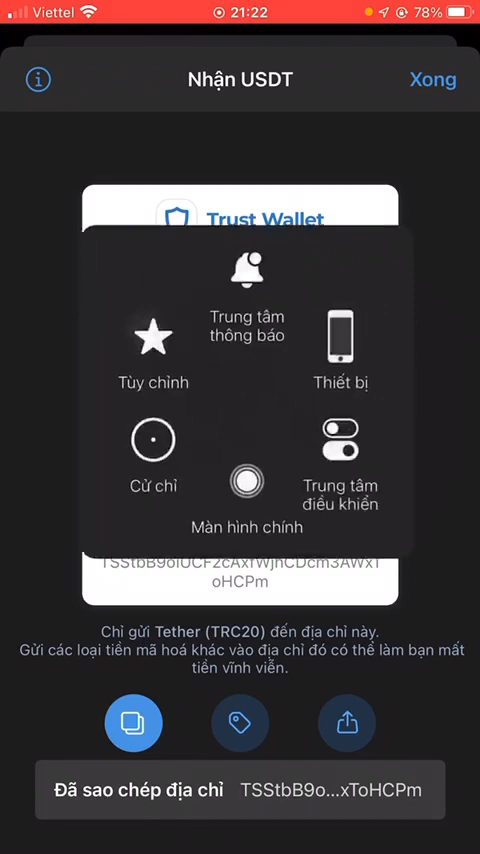 Viettel 21:22 78%
Nhận USDT Xong
Trust Wallet
Trung tâm
thông báo
Tùy chỉnh Thiết bị
Cử chỉ Trung tâm
điều khiển
Màn hình chính
oHCPm
Chỉ gửi Tether (TRC20) đến địa chỉ này.
Gửi các loại tiền mã hoá khác vào địa chỉ đó có thể làm bạn mất
tiền vĩnh viễn.
Đã sao chép địa chỉ TSStbB9o...xToHCPm